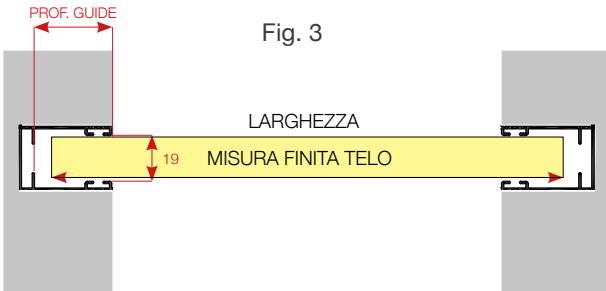 PROF. GUIDE
Fig. 3
LARGHEZZA
19
MISURA FINITA TELO